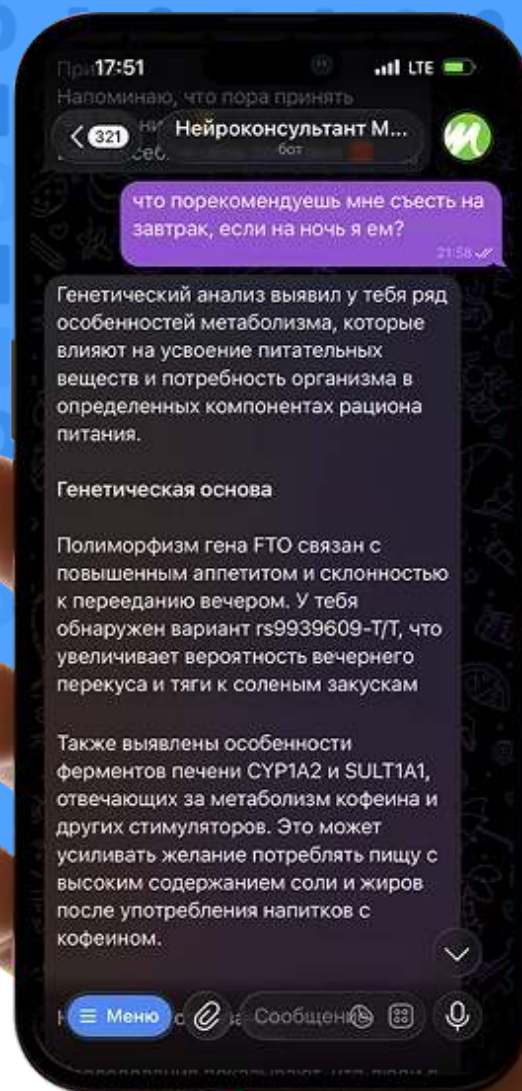 17:51
LTE
Напоминаю, что пора принять
321
Нейроконсультант М...
бот
что порекомендуешь мне съесть на
завтрак, если на ночь я ем?
21:58
Генетический анализ выявил у тебя ряд
особенностей метаболизма, которые
влияют на усвоение питательных
веществ и потребность организма в
определенных компонентах рациона
питания.
Генетическая основа
Полиморфизм гена FTO связан с
повышенным аппетитом и склонностью
к перееданию вечером. У тебя
обнаружен вариант rs9939609-T/T, что
увеличивает вероятность вечернего
перекуса и тяги к соленым закускам
Также выявлены особенности
ферментов печени CYP1A2 и SULT1A1,
отвечающих за метаболизм кофеина и
других стимуляторов. Это может
усиливать желание потреблять пищу с
высоким содержанием соли и жиров
после употребления напитков с
кофеином.
Меню
Сообщение